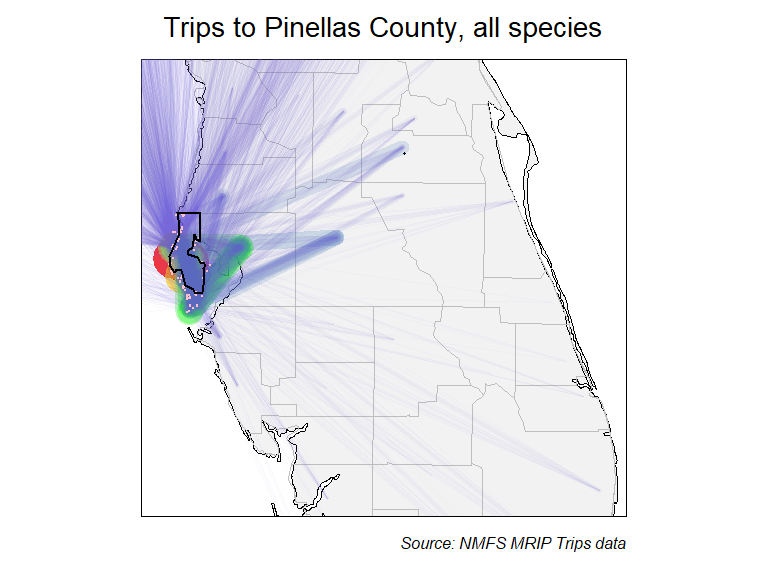 Trips to Pinellas County, all species
Source: NMFS MRIP Trips data